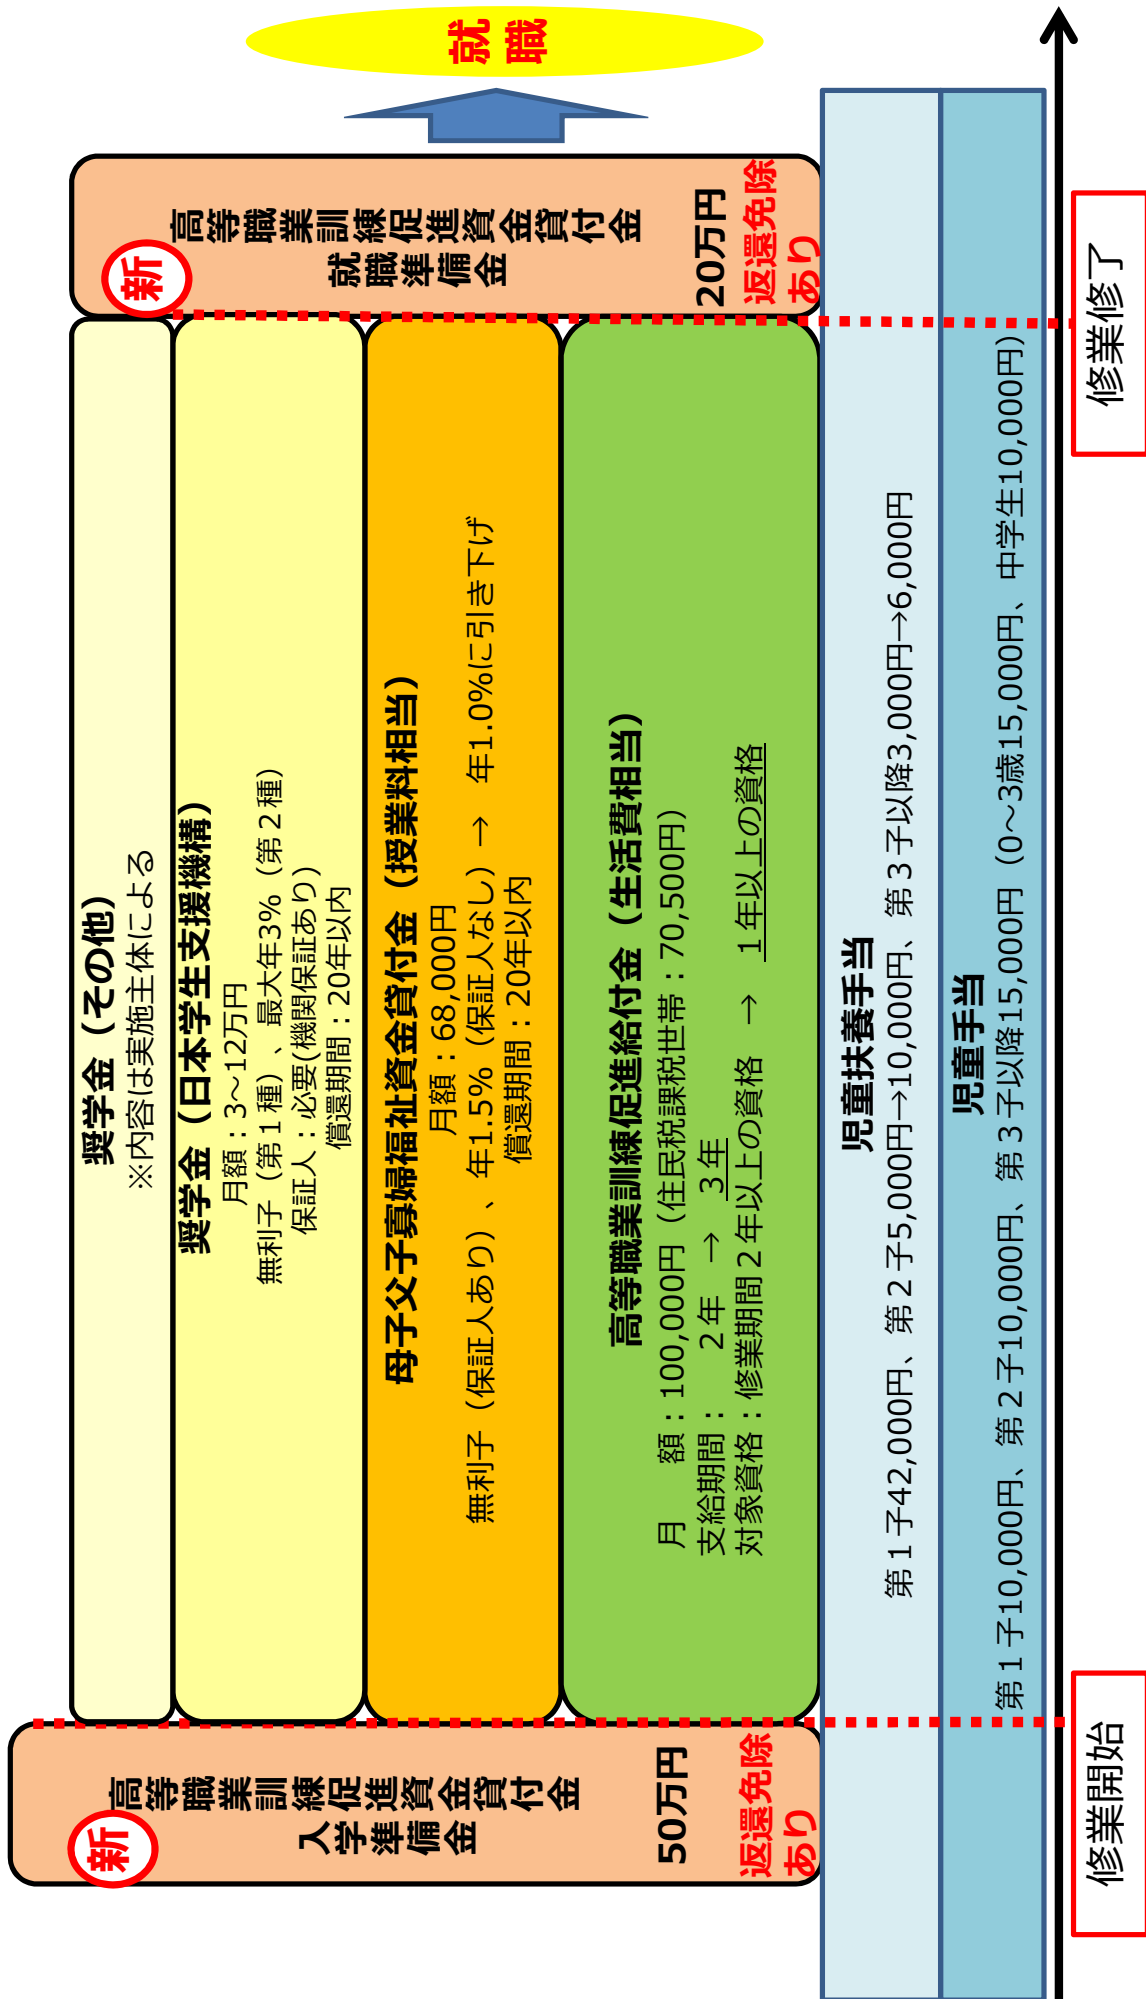 新
高等職業訓練促進資金貸付金
入学準備金
50万円
返還免除
あり
奨学金（その他）
※内容は実施主体による
奨学金（日本学生支援機構）
月額：3～12万円
無利子（第１種）、最大年3%（第２種）
保証人：必要(機関保証あり)
償還期間：20年以内
母子父子寡婦福祉資金貸付金（授業料相当）
月額：68,000円
無利子（保証人あり）、年1.5%（保証人なし）→　年1.0%に引き下げ
償還期間：20年以内
高等職業訓練促進給付金（生活費相当）
月　　額：100,000円（住民税課税世帯：70,500円）
支給期間：　２年　→　３年
対象資格：修業期間２年以上の資格　→　１年以上の資格
新
高等職業訓練促進資金貸付金
就職準備金
20万円
返還免除
あり
就職
児童扶養手当
第１子42,000円、第２子5,000円→10,000円、第３子以降3,000円→6,000円
児童手当
第１子10,000円、第２子10,000円、第３子以降15,000円（0～3歳15,000円、中学生10,000円）
修業開始
修業修了